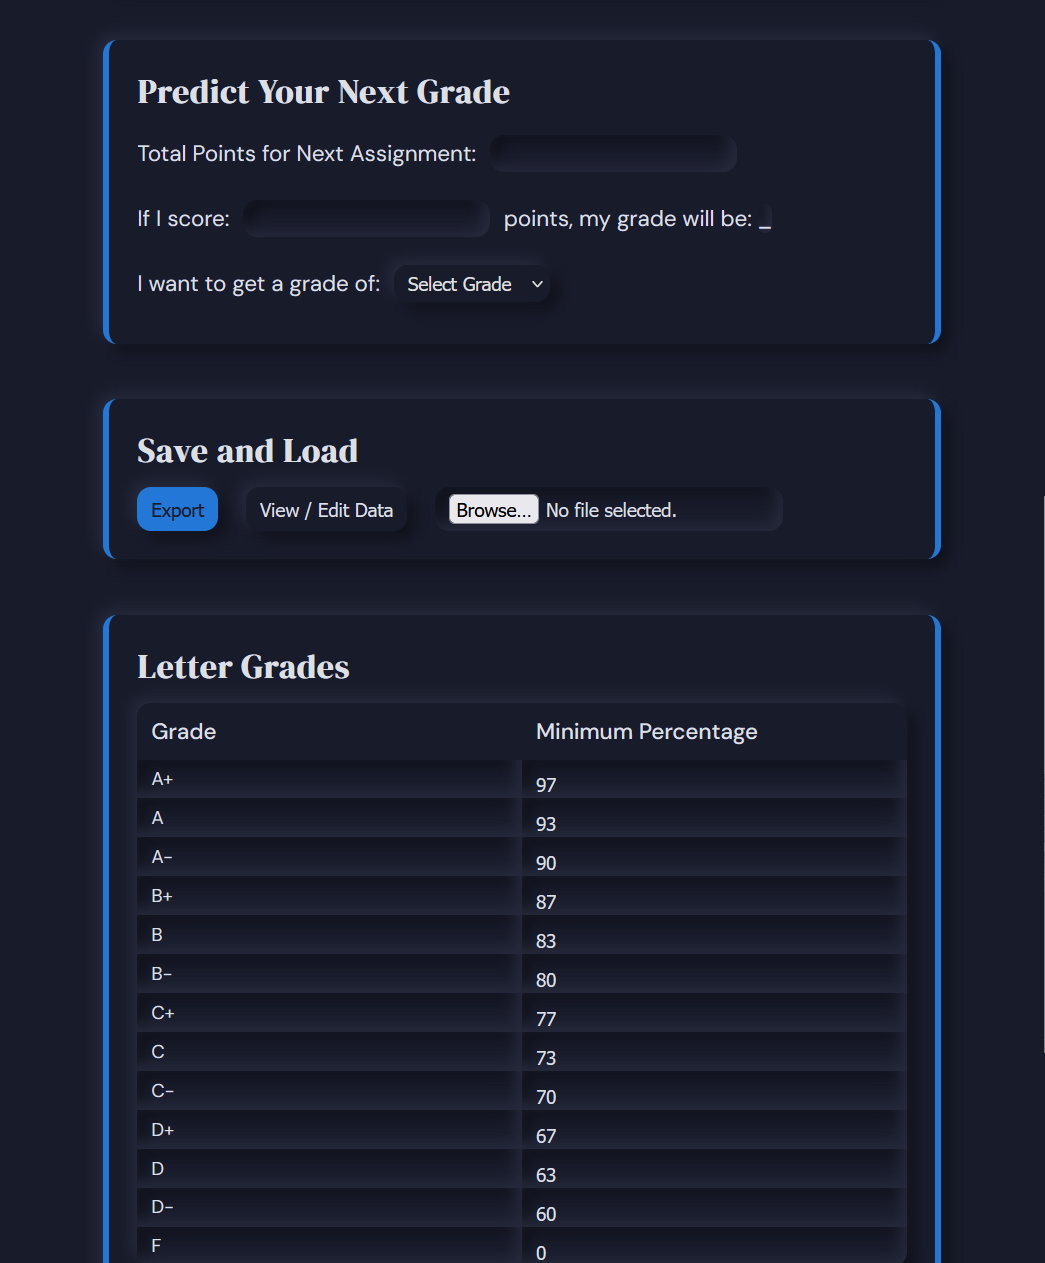 Predict Your Next Grade
Total Points for Next Assignment:
If I score: points, my grade will be: _
I want to get a grade of: Select Grade
Save and Load
Export View / Edit Data Browse... No file selected.
Letter Grades
Grade Minimum Percentage
A+ 97
A 93
A- 90
B+ 87
B 83
B- 80
C+ 77
C 73
C- 70
D+ 67
D 63
D- 60
F 0